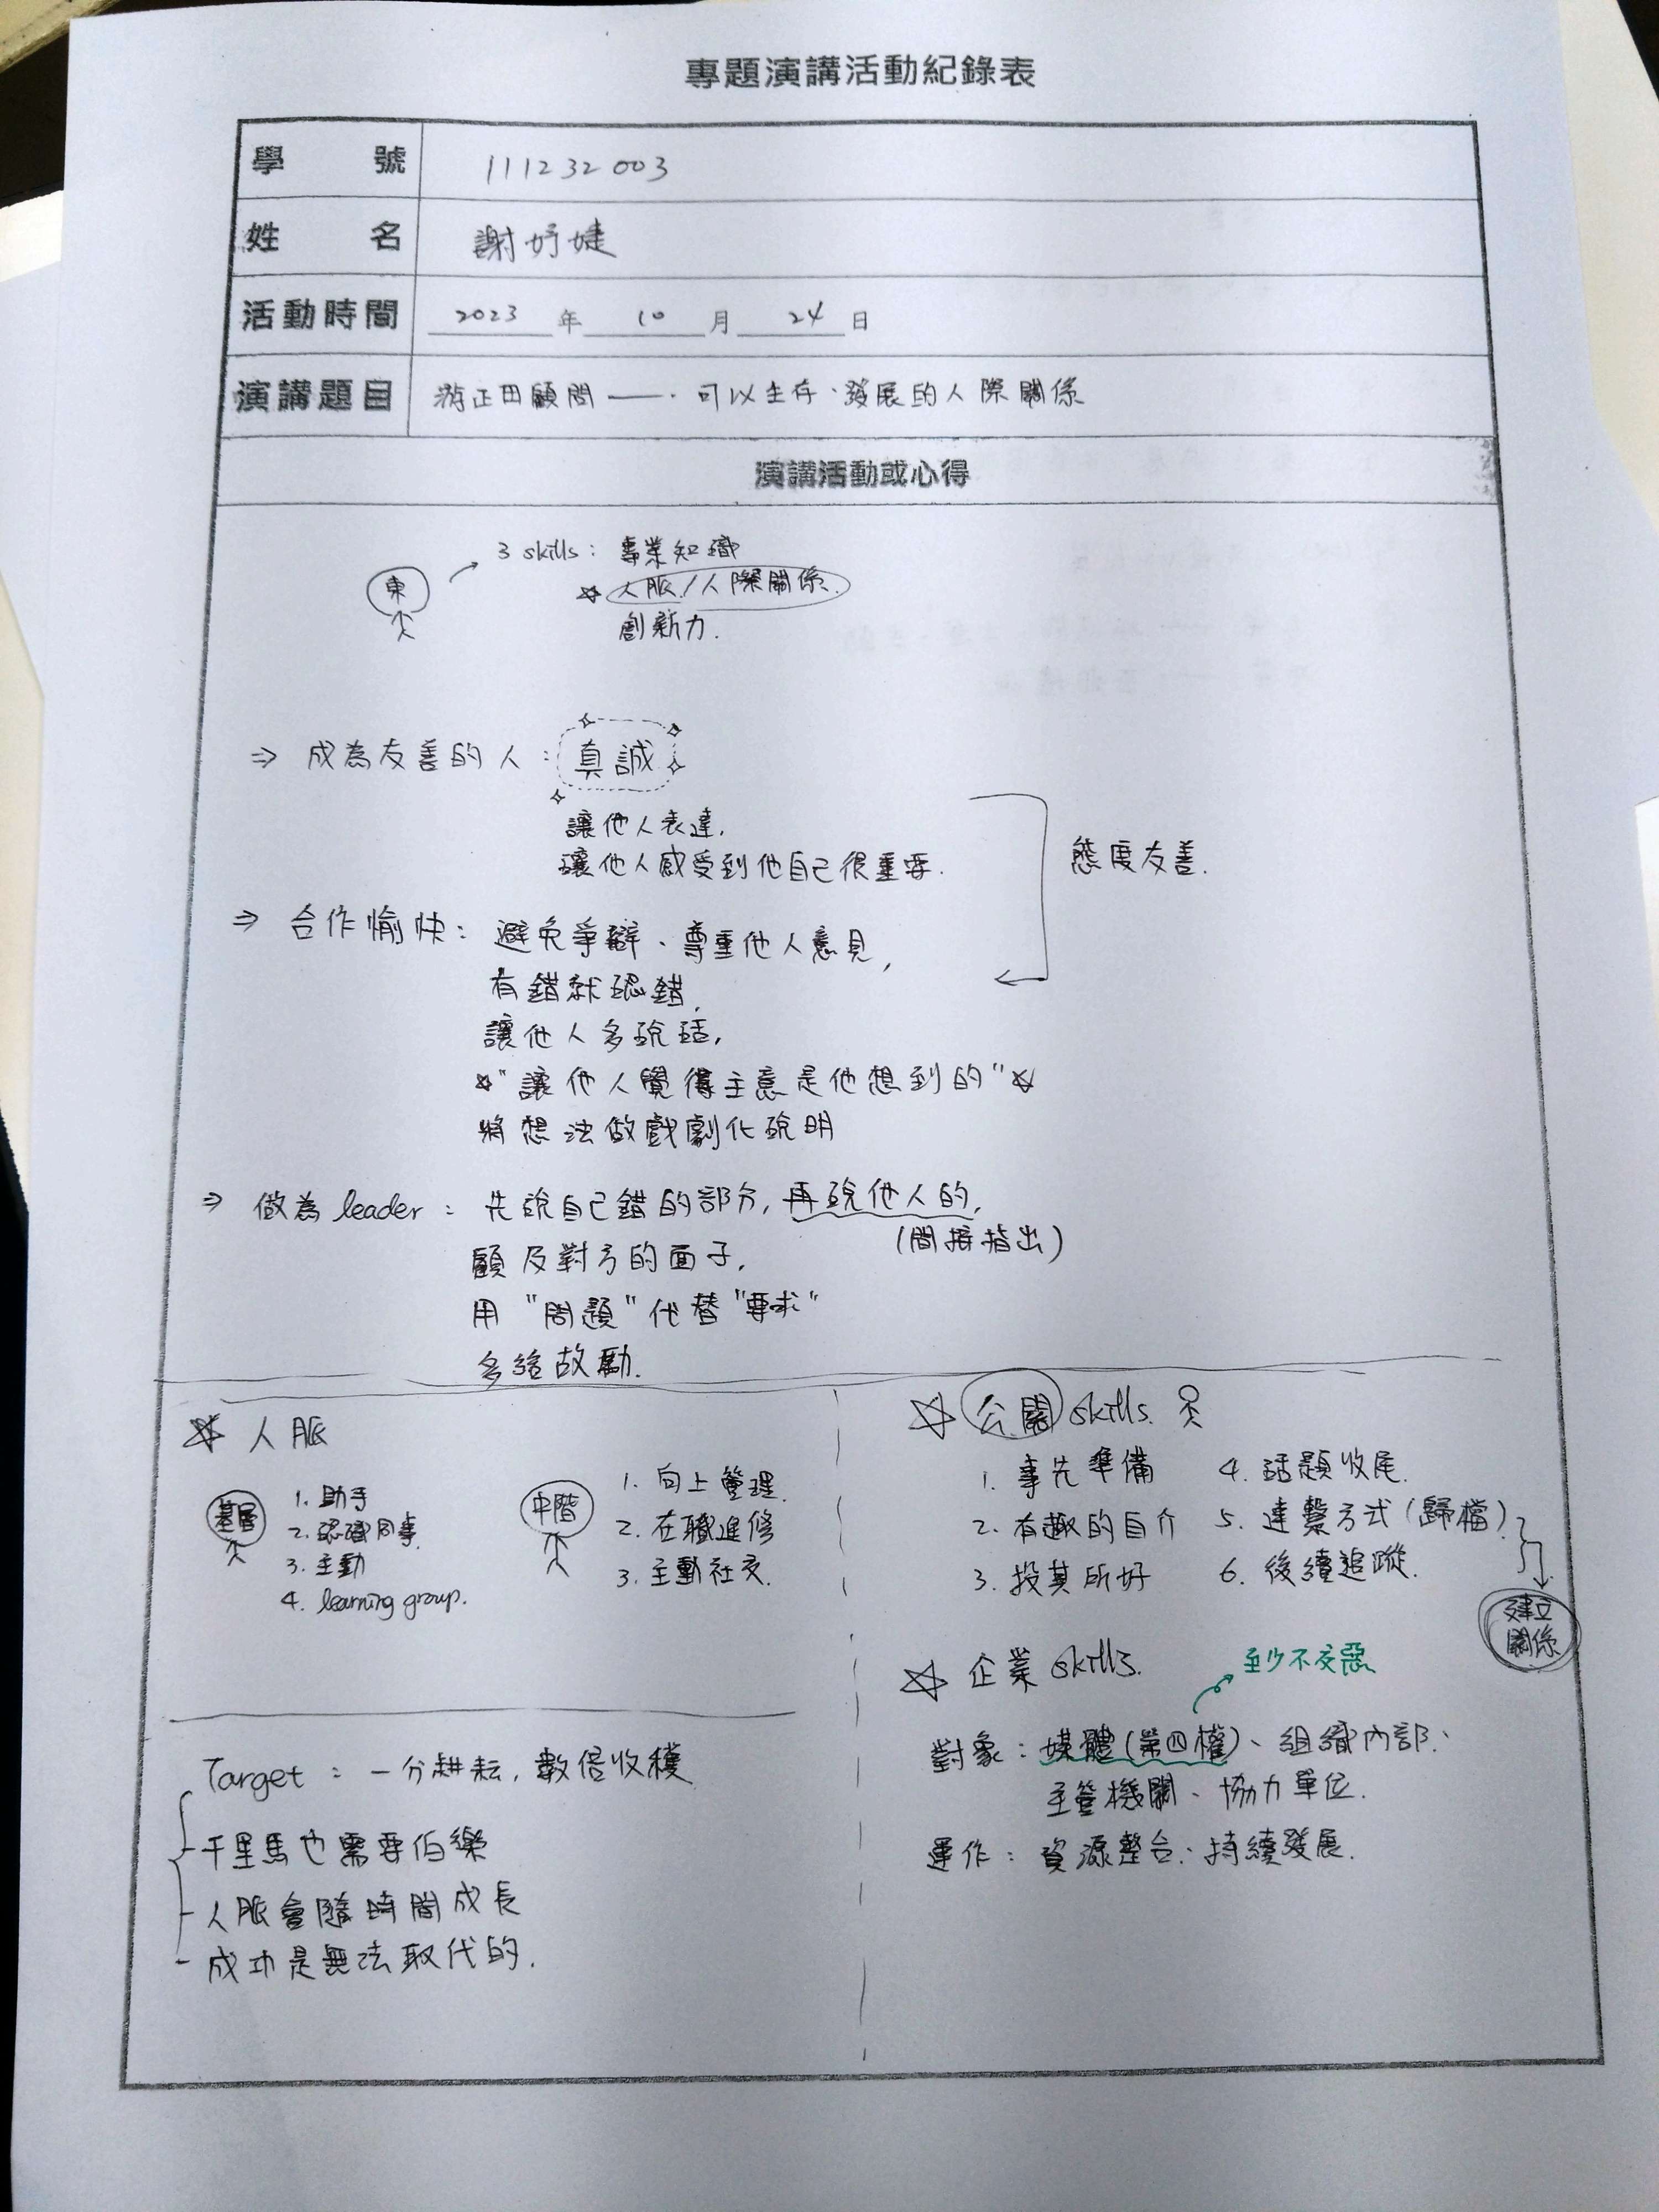 專題演講活動紀錄表
學號 111232003
姓名 謝妤婕
活動時間 2023 年 10 月 24 日
演講題目 游正田顧問——．可以生存、發展的人際關係
演講活動或心得
東
3 skills：專業知識
☆人脈／人際關係.
創新力.
⇒ 成為友善的人：真誠
讓他人表達,
讓他人感受到他自己很重要.
態度友善.
⇒ 合作愉快：避免爭辯、尊重他人意見,
有錯就認錯,
讓他人多說話,
☆"讓他人覺得主意是他想到的"☆
將想法做戲劇化說明
⇒ 做為 leader：先說自己錯的部分, 再說他人的,
(間接指出)
顧及對方的面子,
用 "問題" 代替 "要求"
多給鼓勵.
☆ 人脈
基層
1. 助手
2. 認識同事.
3. 主動
4. learning group.
中階
1. 向上管理.
2. 在職進修
3. 主動社交.
Target：一分耕耘, 數倍收穫
千里馬也需要伯樂
人脈會隨時間成長
成功是無法取代的.
☆ 公關 skills.
1. 事先準備
2. 有趣的自介
3. 投其所好
4. 話題收尾.
5. 連繫方式 (歸檔)
6. 後續追蹤.
建立
關係
☆ 企業 skills.
至少不交惡
對象：媒體 (第四權)、組織內部、
主管機關、協力單位.
運作：資源整合、持續發展.